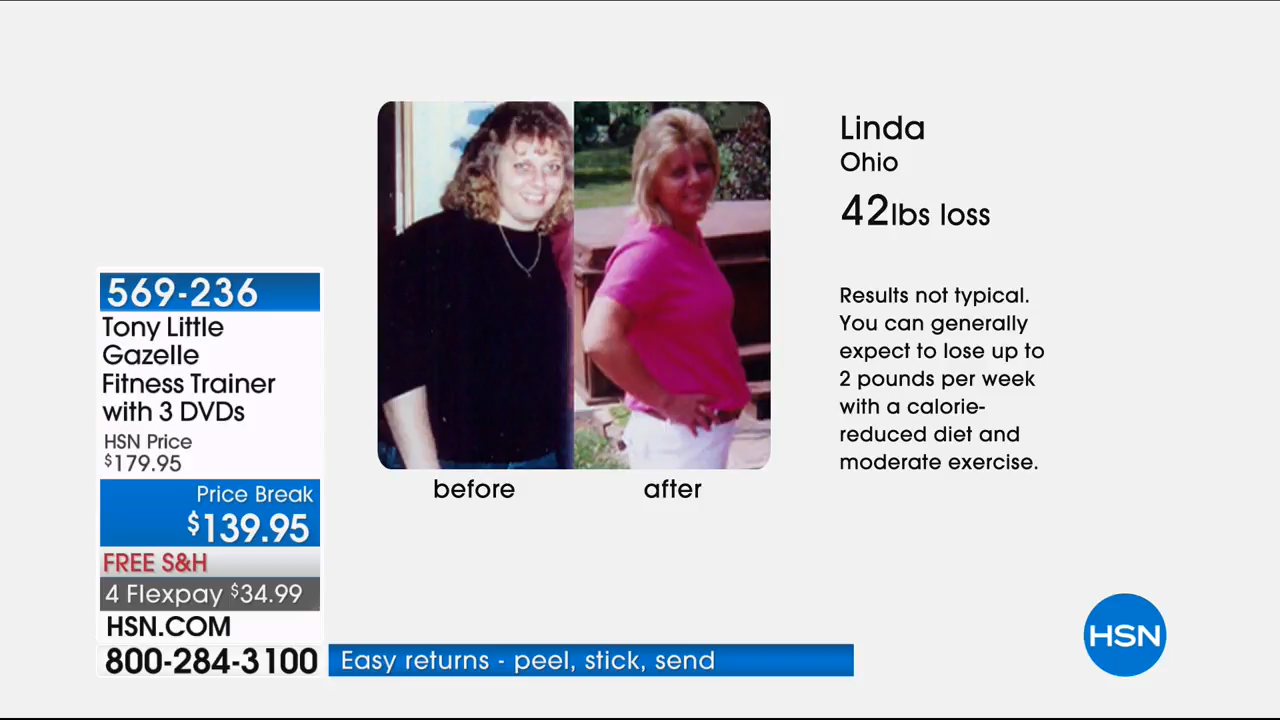 Linda
Ohio
42lbs loss
Results not typical.
You can generally
expect to lose up to
2 pounds per week
with a calorie-
reduced diet and
moderate exercise.
before
after
569-236
Tony Little
Gazelle
Fitness Trainer
with 3 DVDs
HSN Price
$179.95
Price Break
$139.95
FREE S&H
4 Flexpay $34.99
HSN.COM
800-284-3100
Easy returns - peel, stick, send
HSN